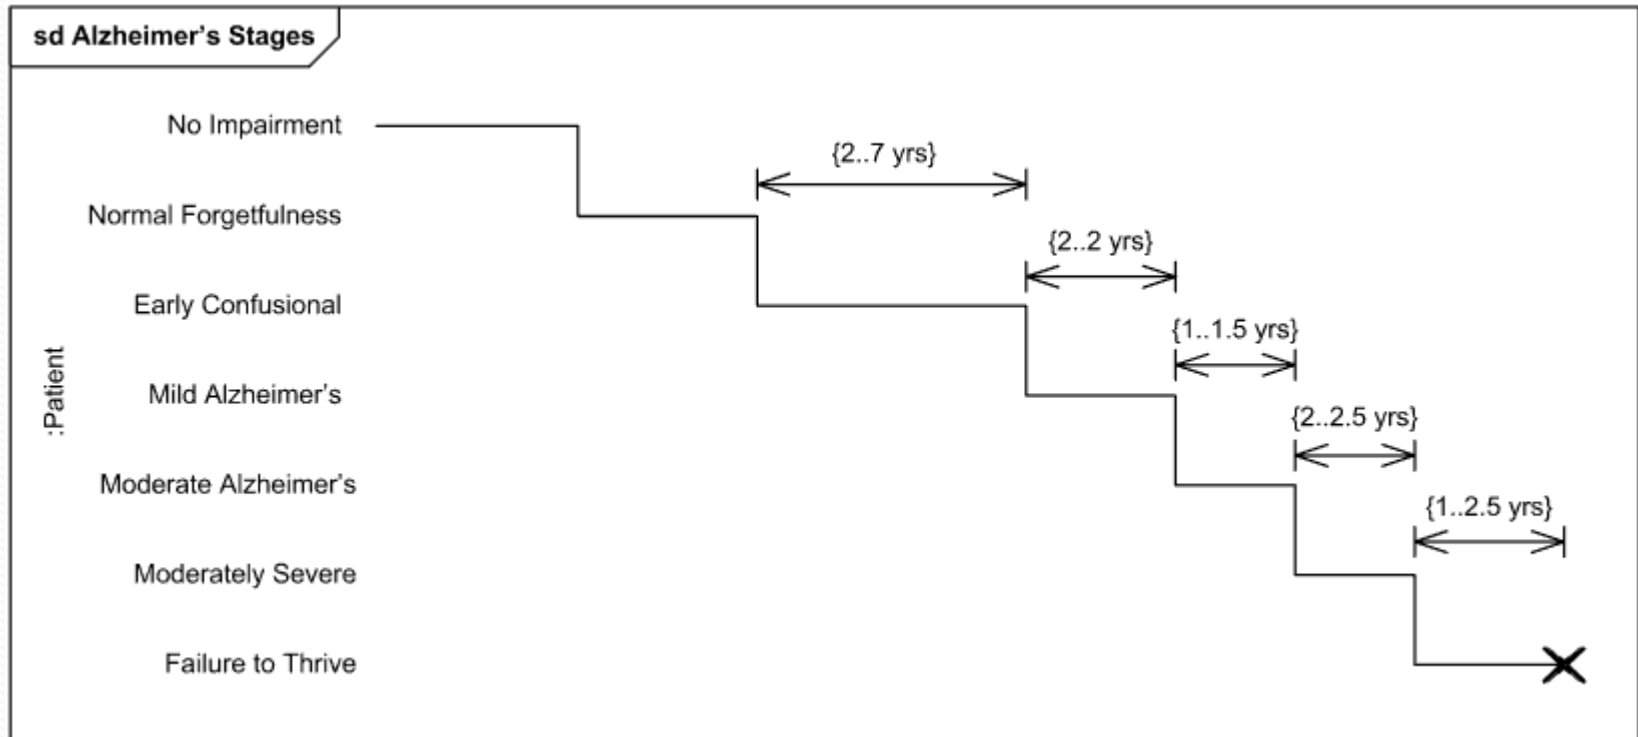 sd Alzheimer's Stages
No Impairment
{2..7 yrs}
Normal Forgetfulness
{2..2 yrs}
Early Confusional
{1..1.5 yrs}
:Patient
Mild Alzheimer's
{2..2.5 yrs}
Moderate Alzheimer's
{1..2.5 yrs}
Moderately Severe
Failure to Thrive